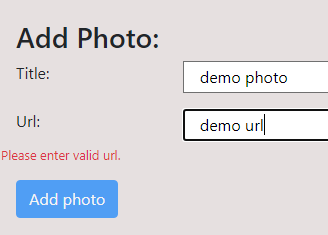 Add Photo:
Title: demo photo
Url: demo url
Please enter valid url.
Add photo